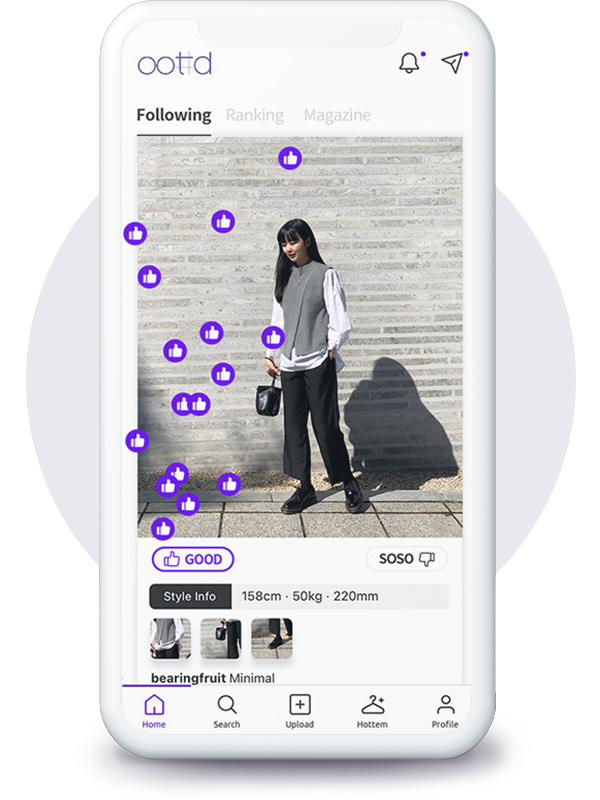 ootd
Following Ranking Magazine
GOOD SOSO
Style Info 158cm · 50kg · 220mm
bearingfruit Minimal
Home Search Upload Hottem Profile